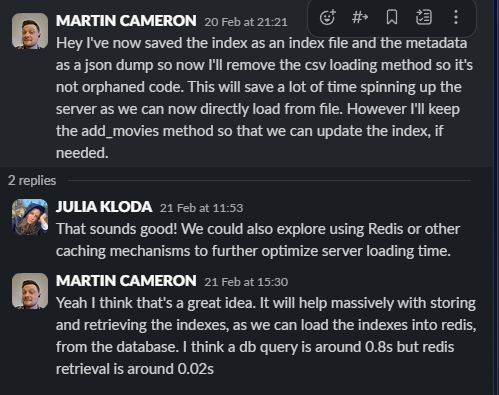 MARTIN CAMERON 20 Feb at 21:21
Hey I've now saved the index as an index file and the metadata
as a json dump so now I'll remove the csv loading method so it's
not orphaned code. This will save a lot of time spinning up the
server as we can now directly load from file. However I'll keep
the add_movies method so that we can update the index, if
needed.
2 replies
JULIA KLODA 21 Feb at 11:53
That sounds good! We could also explore using Redis or other
caching mechanisms to further optimize server loading time.
MARTIN CAMERON 21 Feb at 15:30
Yeah I think that's a great idea. It will help massively with storing
and retrieving the indexes, as we can load the indexes into redis,
from the database. I think a db query is around 0.8s but redis
retrieval is around 0.02s